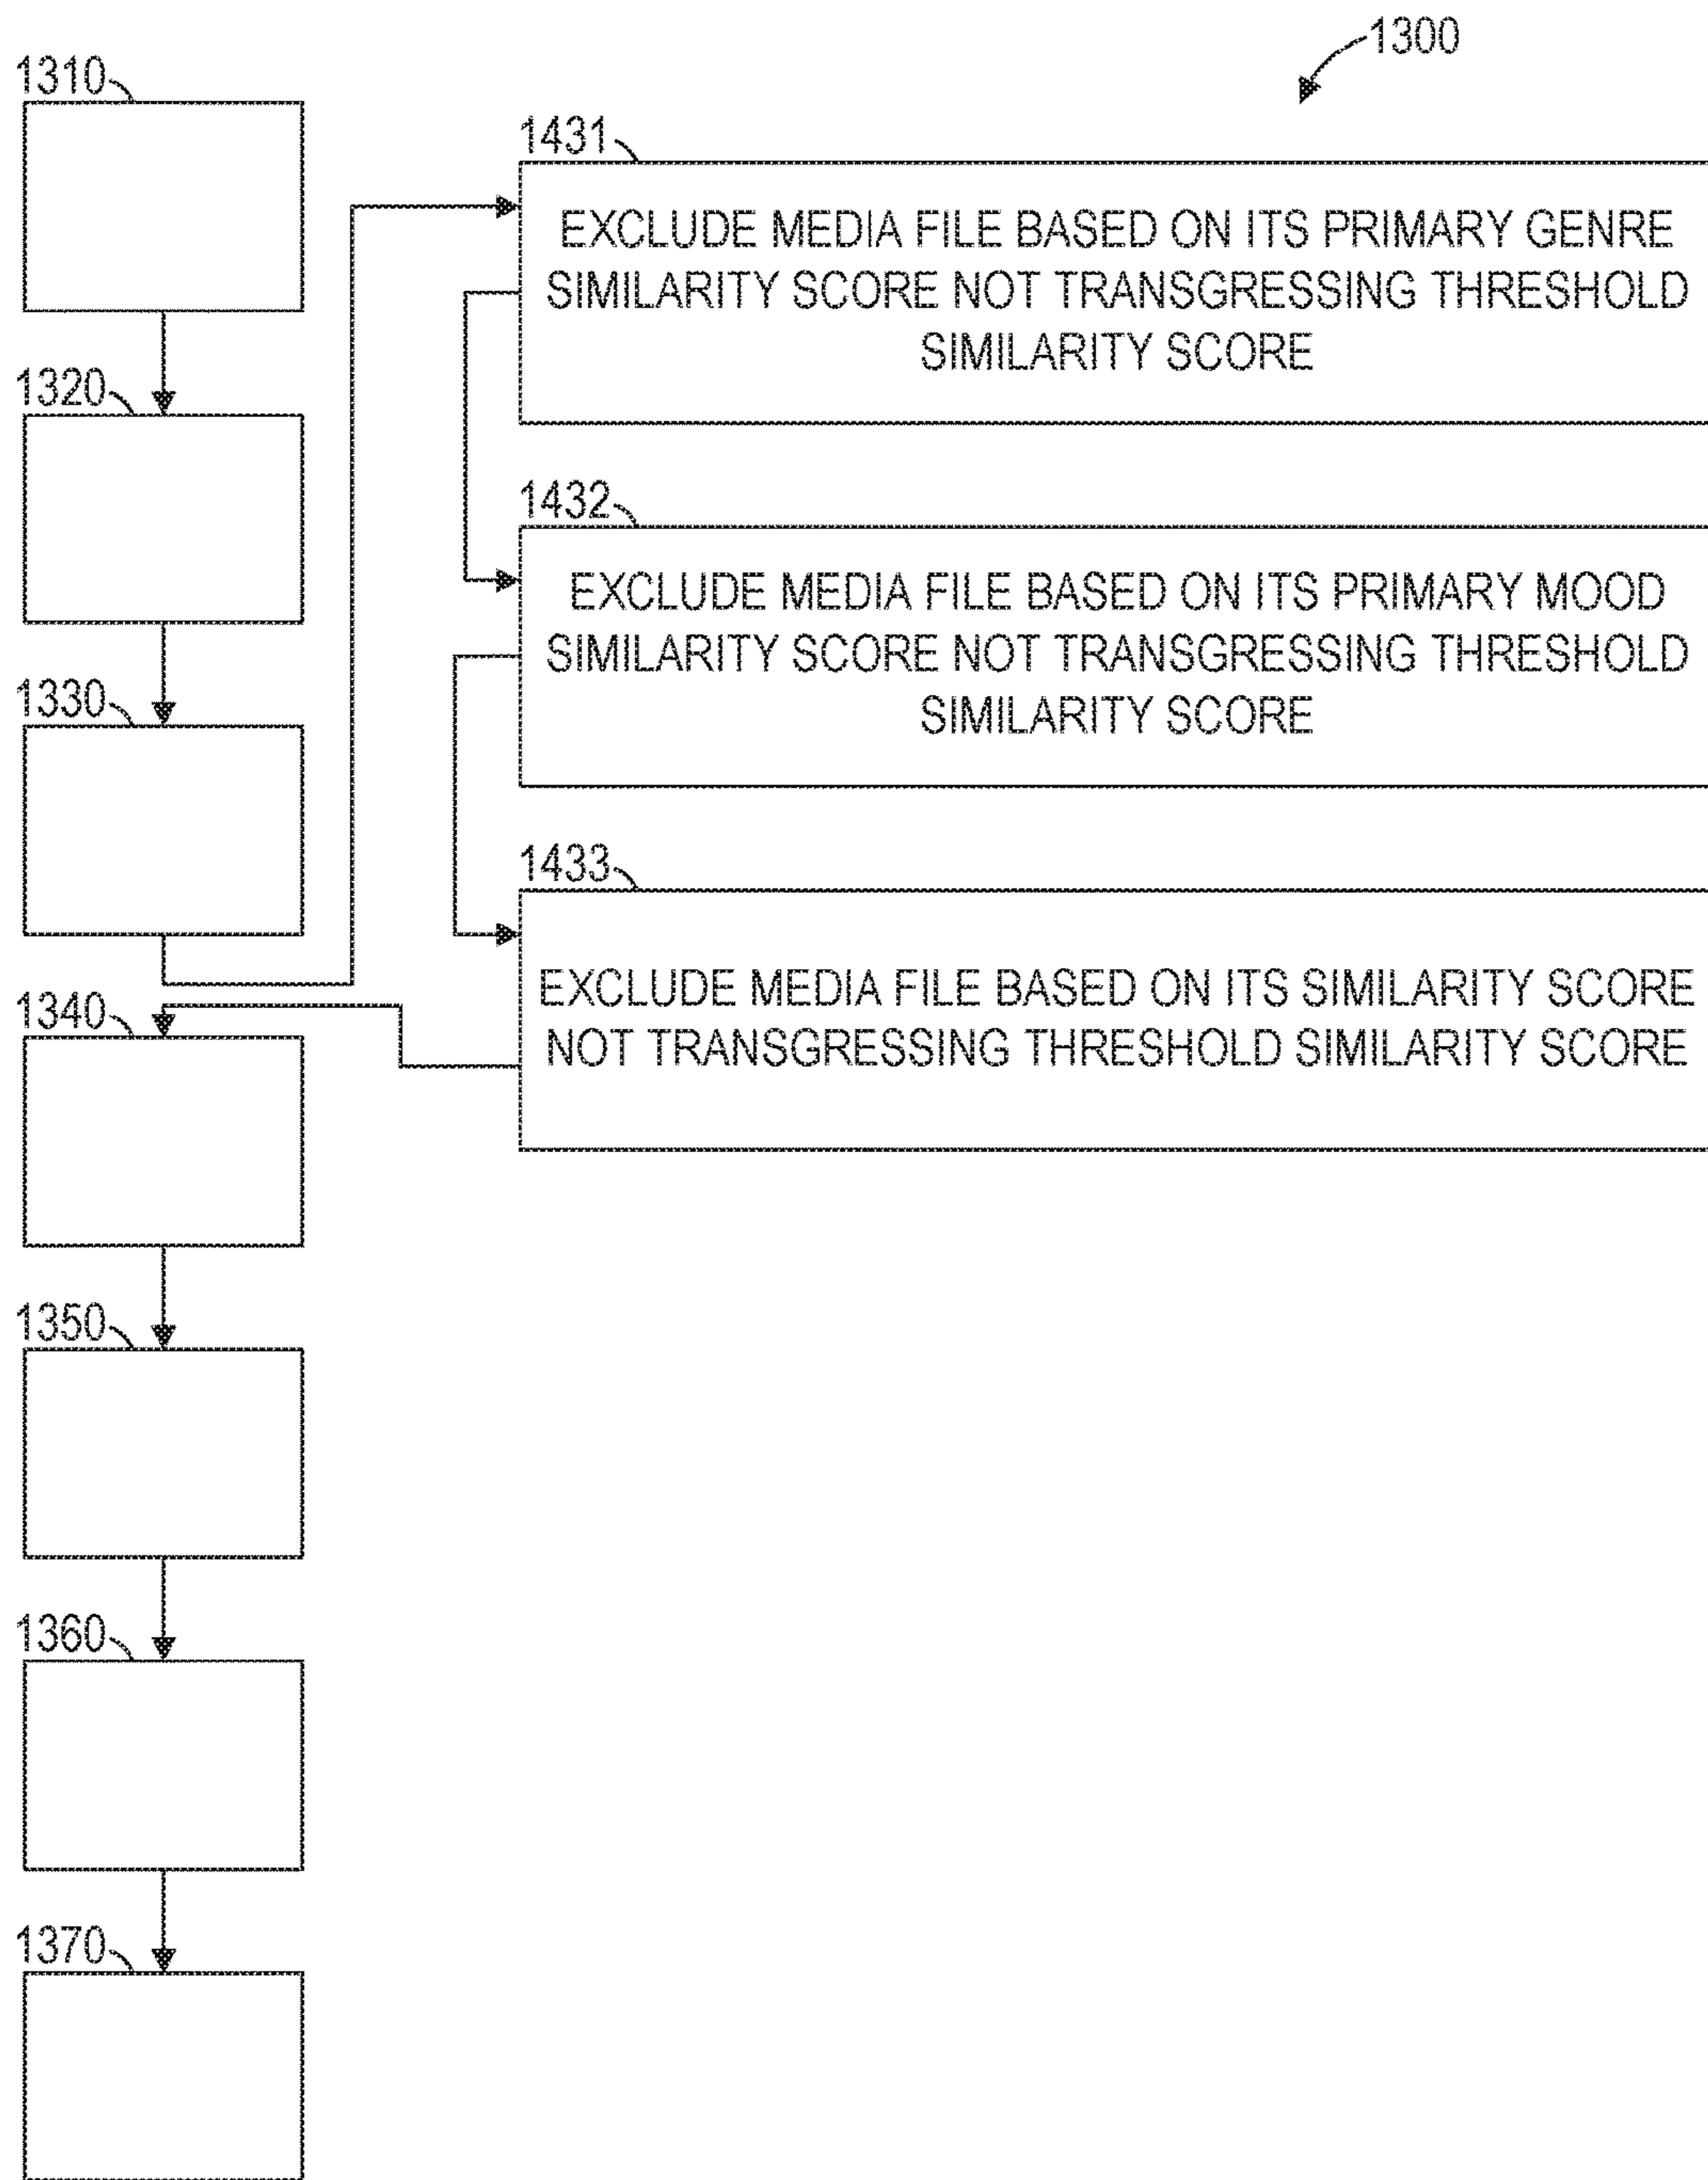 1300
1310
1431
EXCLUDE MEDIA FILE BASED ON ITS PRIMARY GENRE
SIMILARITY SCORE NOT TRANSGRESSING THRESHOLD
SIMILARITY SCORE
1320
1432
EXCLUDE MEDIA FILE BASED ON ITS PRIMARY MOOD
SIMILARITY SCORE NOT TRANSGRESSING THRESHOLD
SIMILARITY SCORE
1330
1433
EXCLUDE MEDIA FILE BASED ON ITS SIMILARITY SCORE
NOT TRANSGRESSING THRESHOLD SIMILARITY SCORE
1340
1350
1360
1370